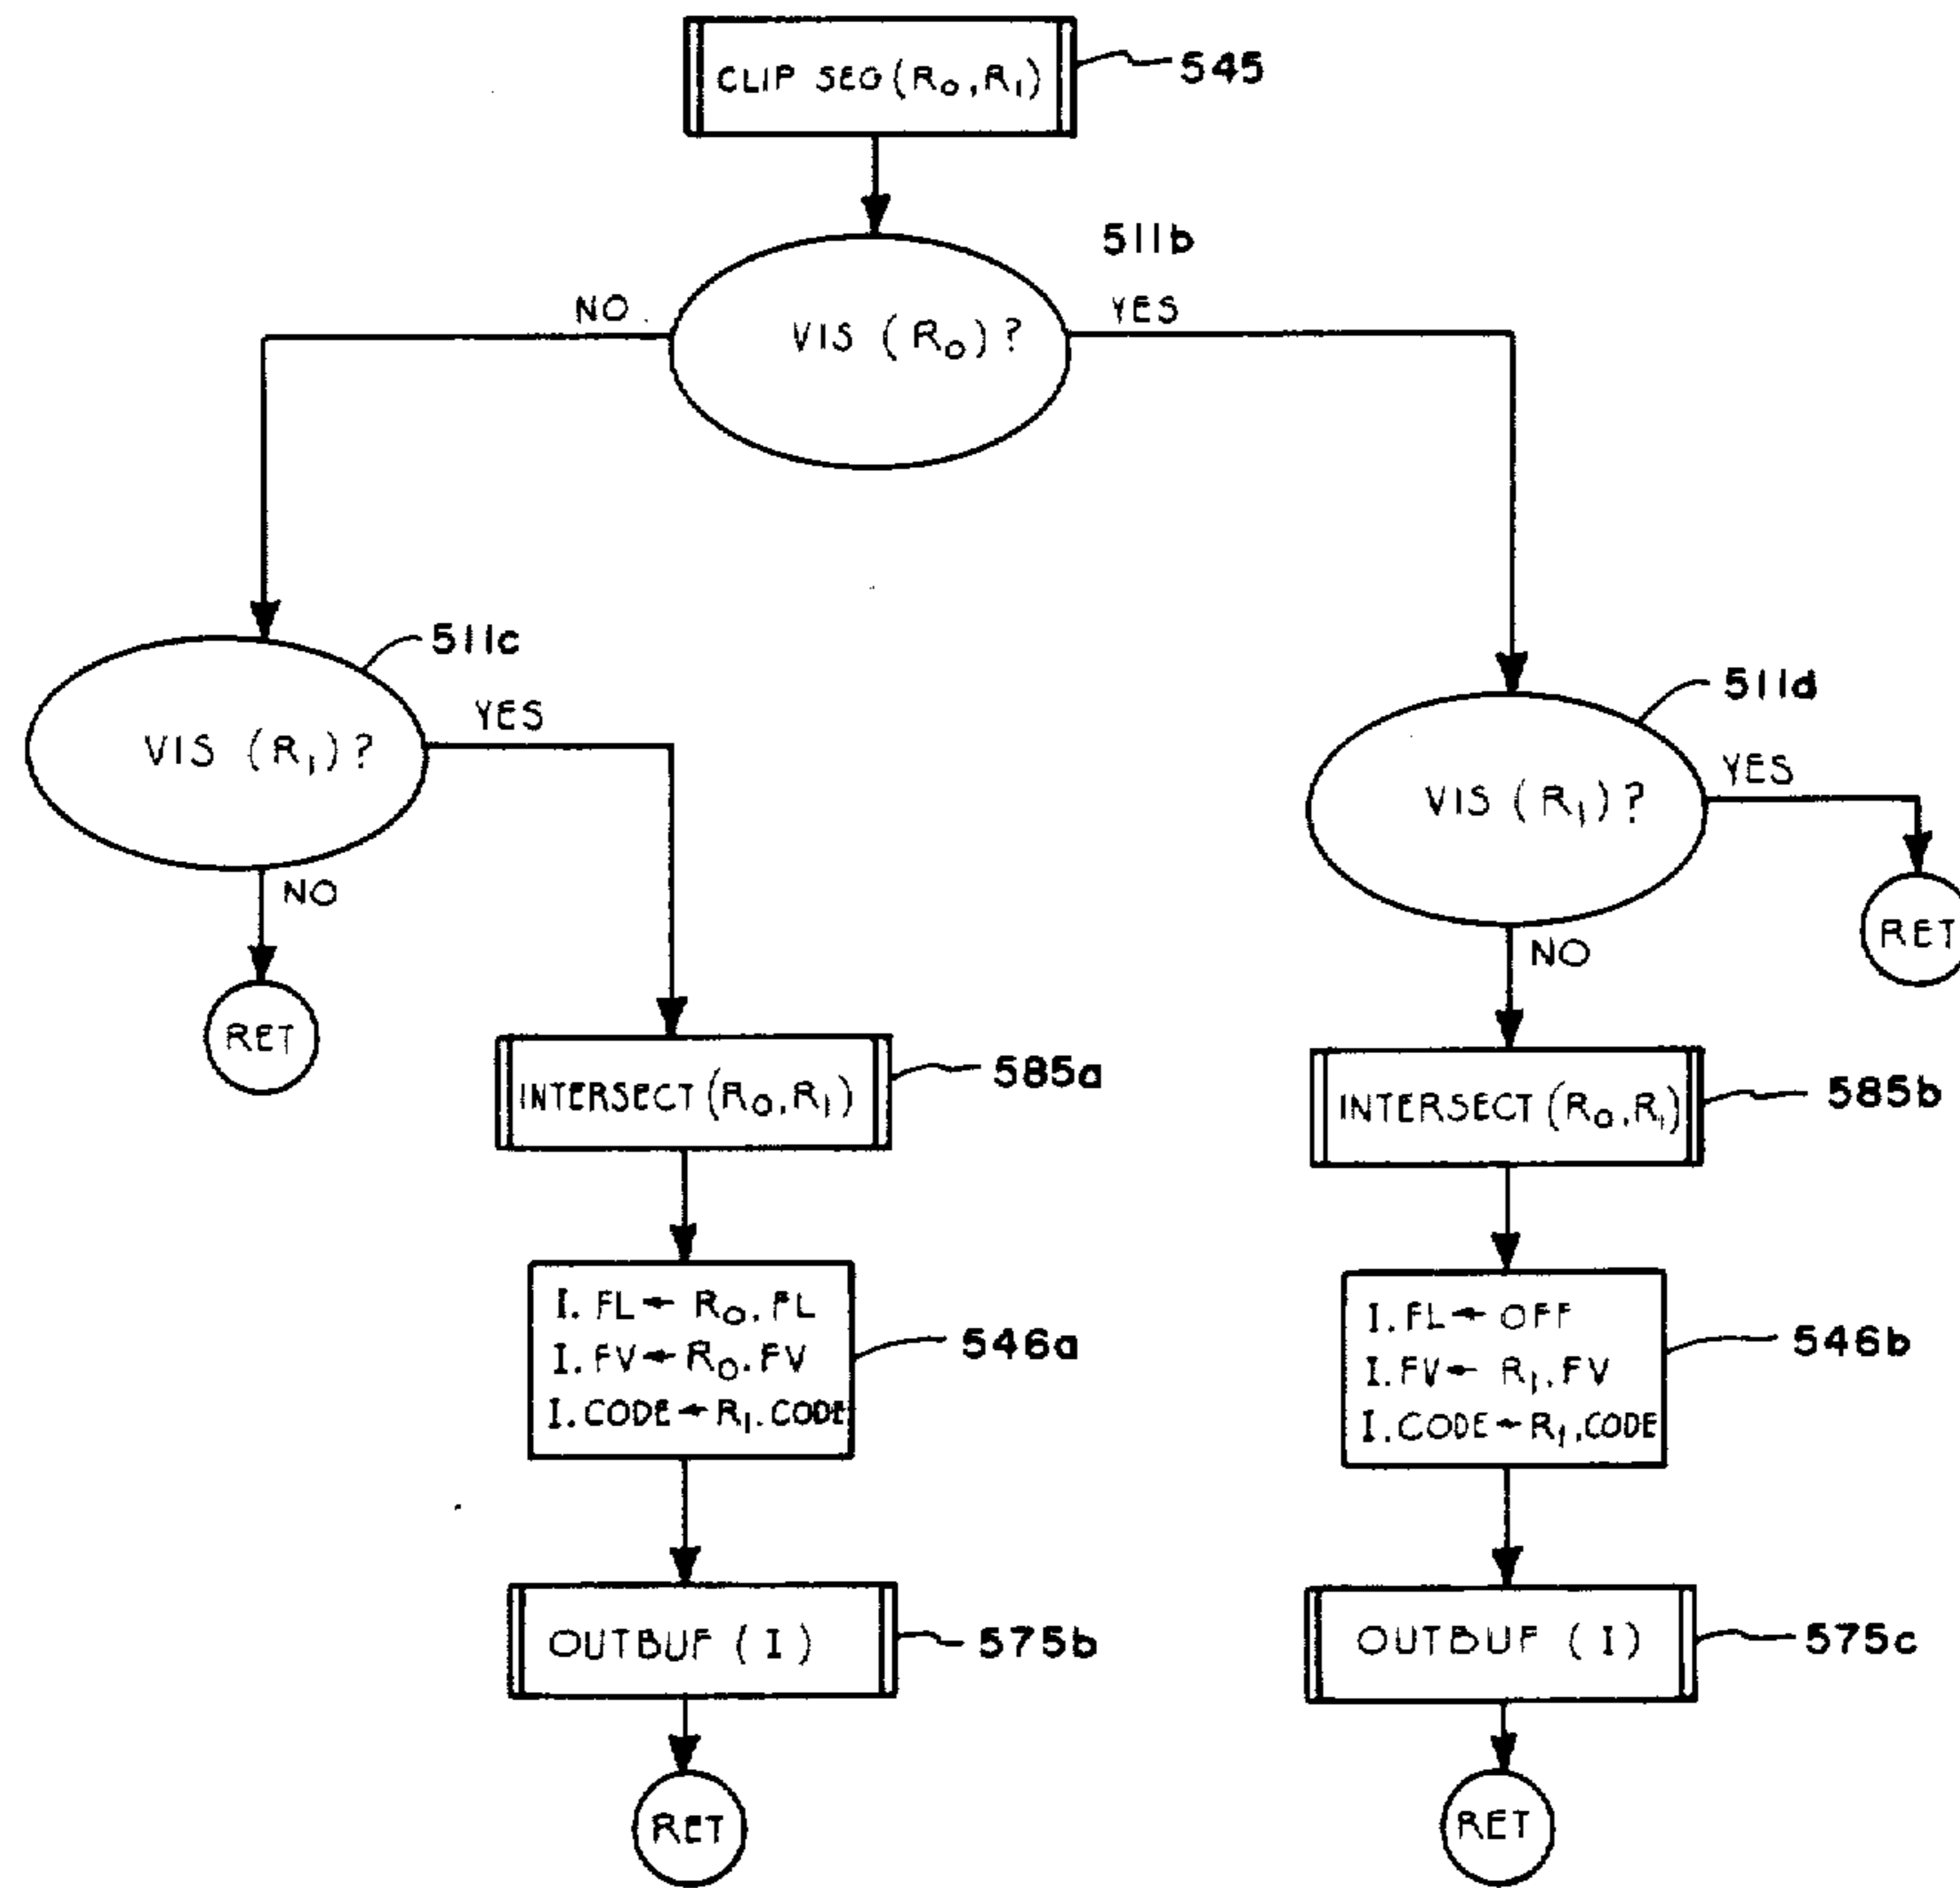 CLIP SEG (R₀, R₁)
545
511b
NO
VIS (R₀)?
YES
511c
VIS (R₁)?
YES
NO
RET
511d
VIS (R₁)?
YES
RET
NO
INTERSECT (R₀, R₁)
585a
INTERSECT (R₀, R₁)
585b
I. FL ← R₀. FL
I. FV ← R₀. FV
I. CODE ← R₁. CODE
546a
I. FL ← OFF
I. FV ← R₁. FV
I. CODE ← R₁. CODE
546b
OUTBUF (I)
575b
OUTBUF (I)
575c
RET
RET